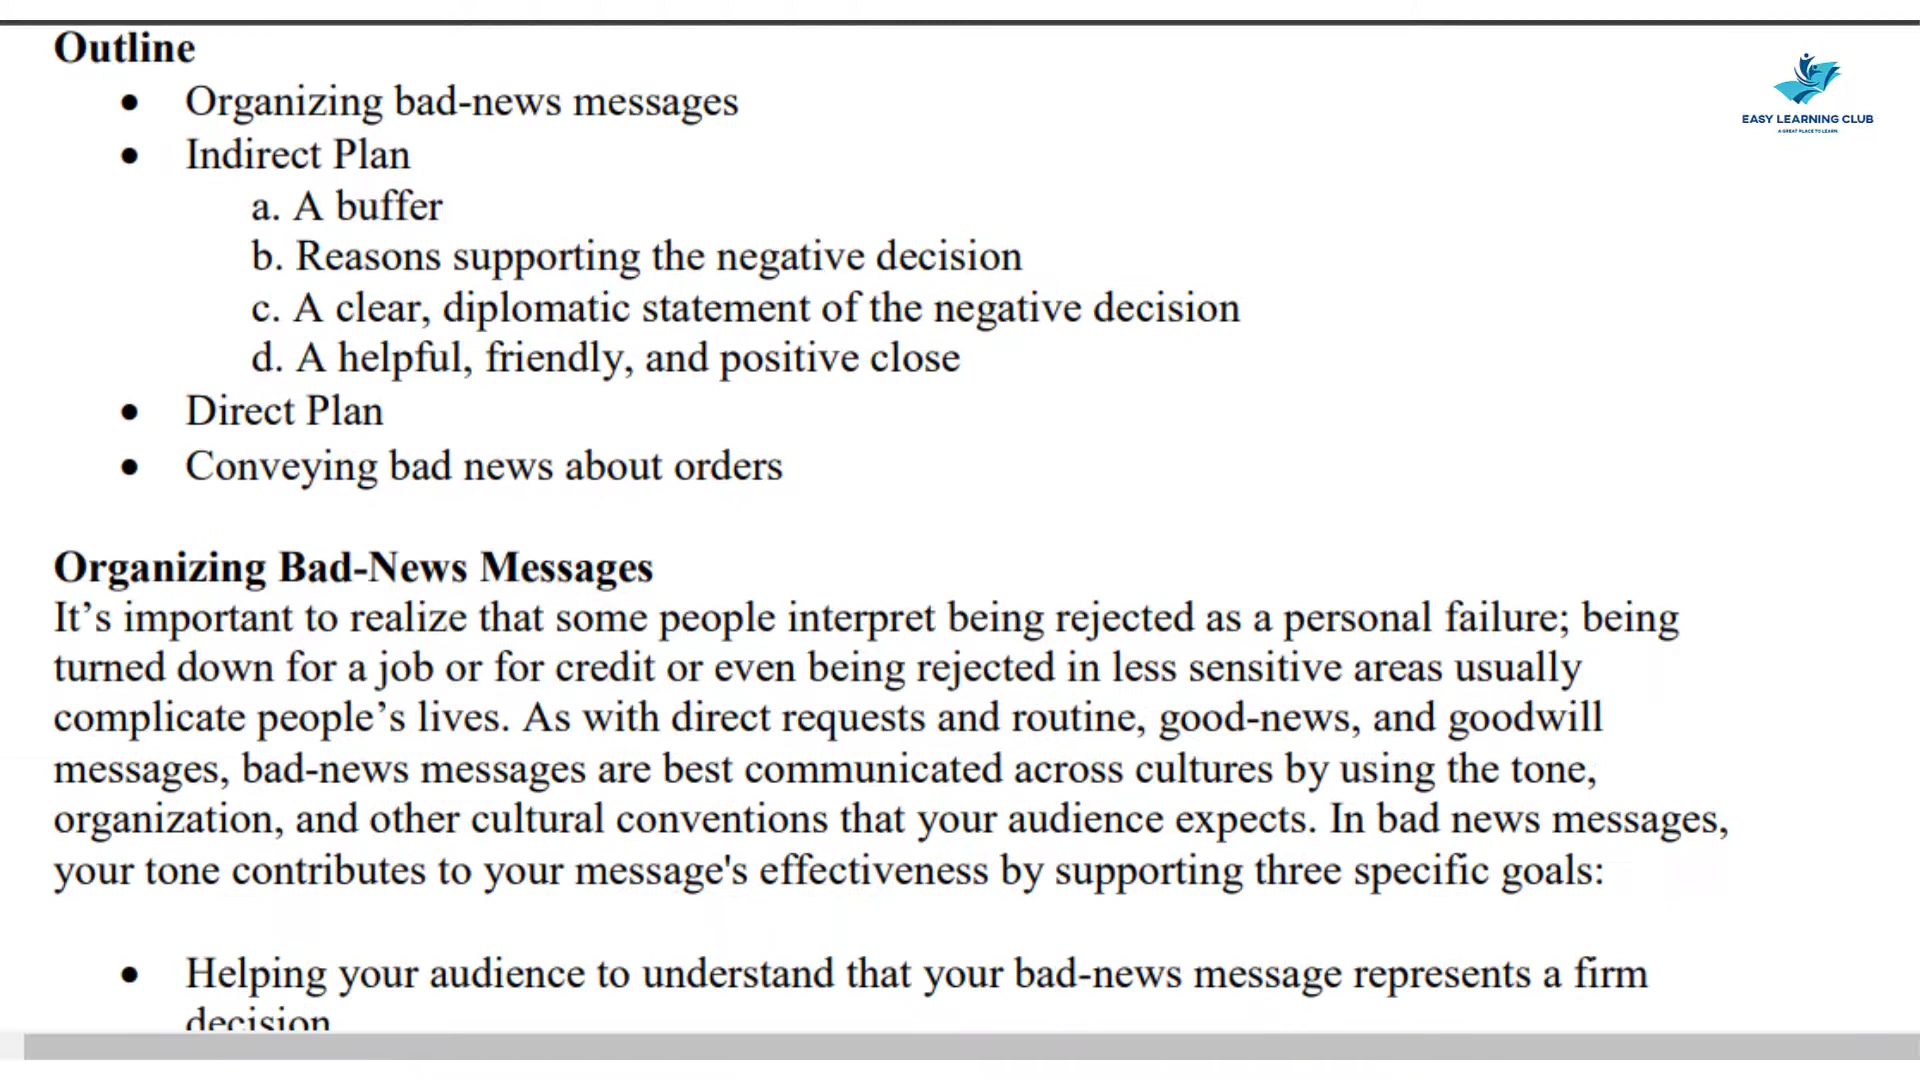 Outline
EASY LEARNING CLUB
A GREAT PLACE TO LEARN
• Organizing bad-news messages
• Indirect Plan
a. A buffer
b. Reasons supporting the negative decision
c. A clear, diplomatic statement of the negative decision
d. A helpful, friendly, and positive close
• Direct Plan
• Conveying bad news about orders
Organizing Bad-News Messages
It’s important to realize that some people interpret being rejected as a personal failure; being
turned down for a job or for credit or even being rejected in less sensitive areas usually
complicate people’s lives. As with direct requests and routine, good-news, and goodwill
messages, bad-news messages are best communicated across cultures by using the tone,
organization, and other cultural conventions that your audience expects. In bad news messages,
your tone contributes to your message's effectiveness by supporting three specific goals:
• Helping your audience to understand that your bad-news message represents a firm
decision